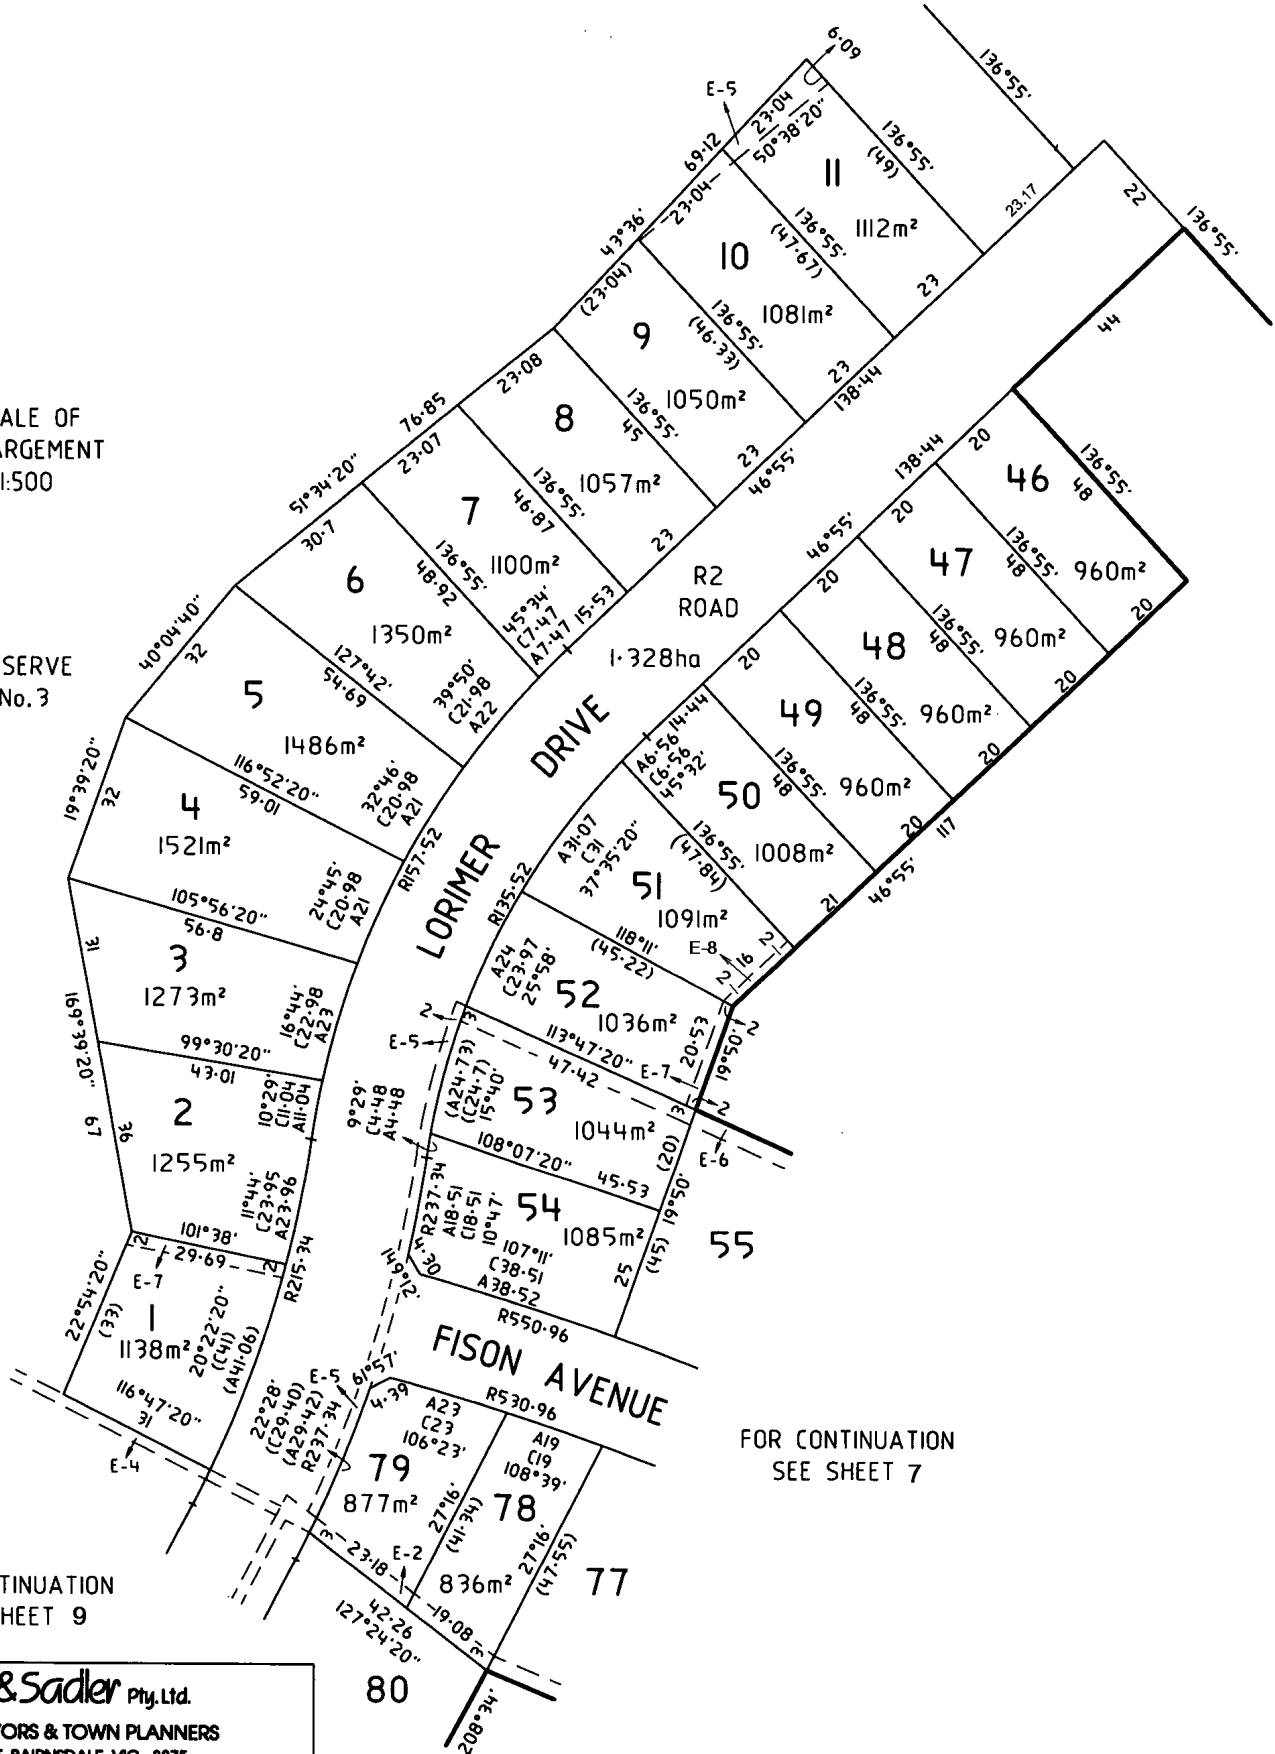 6·09
136°55'
E-5
23·04
50°38'20"
136°55'
(49)
69·12
11
1112m²
23·04
23.17
22
136°55'
43°36'
136°55'
(47·67)
10
1081m²
23
(23·04)
136°55'
(46·33)
9
1050m²
23
138·44
44
23·08
76·85
8
136°55'
45
1057m²
23
46°55'
23·07
51°34'20"
7
136°55'
46·87
1100m²
23
138·44
20
136°55'
48
46
960m²
20
ALE OF
ARGEMENT
1:500
30·7
6
136°55'
48·92
1350m²
45°34'
C7·47
A7·47
15·53
R2
ROAD
1·328ha
46°55'
20
47
136°55'
48
960m²
20
40°04'40"
32
5
127°42'
54·69
1486m²
39°50'
C21·98
A22
20
48
136°55'
48
960m²
20
SERVE
No. 3
20
49
136°55'
48
960m²
20
117
46°55'
19°39'20"
32
4
1521m²
116°52'20"
59·01
32°46'
C20·98
A21
R157·52
LORIMER DRIVE
14·44
A6·56
C6·56
45°32'
50
136°55'
48
1008m²
21
105°56'20"
56·8
24°45'
C20·98
A21
A31·07
C31
37°35'20"
R135·52
51
136°55'
(47·84)
1091m²
2
16
2
E-8
31
3
1273m²
169°39'20"
67
99°30'20"
43·01
16°44'
C22·98
A23
A24
C23·97
25°58'
118°11'
(45·22)
52
1036m²
20·53
19°50'
2
2
E-5
3
113°47'20"
47·42
E-7
3
2
E-6
36
2
1255m²
10°29'
C11·04
A11·04
9°29'
C4·48
A4·48
(A24·73)
(C24·7)
15°40'
53
1044m²
(20)
108°07'20"
45·53
11°44'
C23·95
A23·96
R237·34
A18·51
C18·51
10°47'
54
1085m²
19°50'
(45)
25
55
101°38'
29·69
2
2
E-7
R215·34
149°12'
4·30
107°11'
C38·51
A38·52
R550·96
22°54'20"
(33)
1
1138m²
20°22'20"
(C41)
(A41·06)
FISON AVENUE
116°47'20"
31
E-4
E-5
61°57'
4·39
22°28'
(C29·40)
(A29·42)
R237·34
R530·96
A23
C23
106°23'
79
877m²
27°16'
(41·34)
A19
C19
108°39'
78
836m²
27°16'
(47·55)
77
FOR CONTINUATION
SEE SHEET 7
3
23·18
E-2
19·08
3
42·26
127°24'20"
80
208°34'
TINUATION
HEET 9
& Sadler Pty. Ltd.
ORS & TOWN PLANNERS